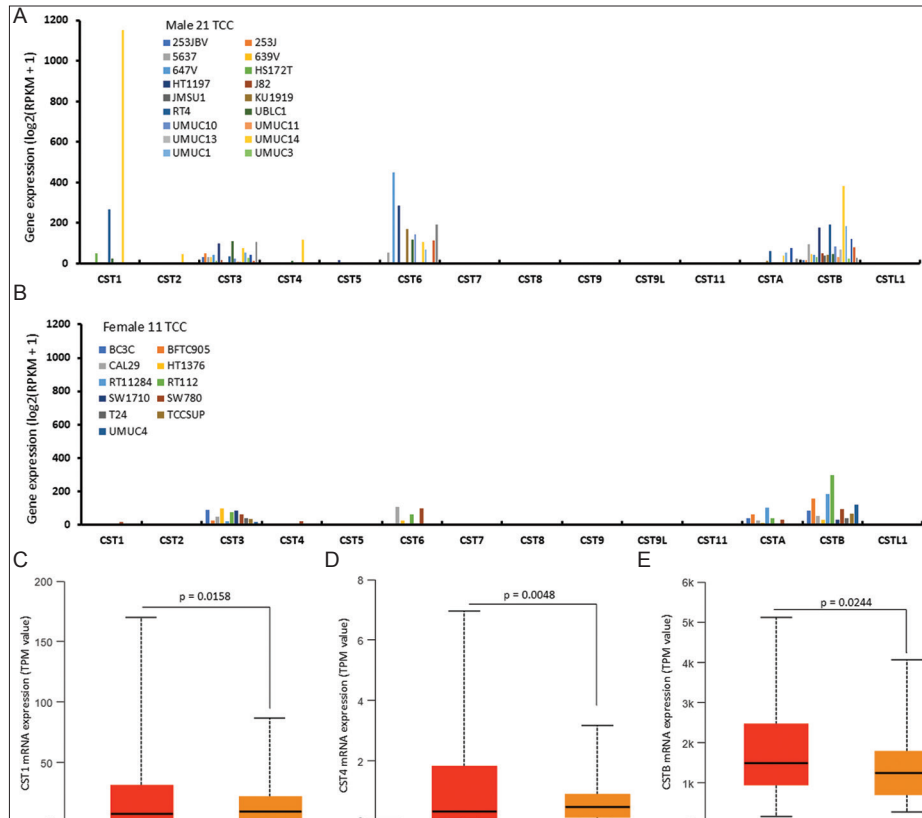 A
Male 21 TCC
253JBV 253J
5637 639V
647V HS172T
HT1197 J82
JMSU1 KU1919
RT4 UBLC1
UMUC10 UMUC11
UMUC13 UMUC14
UMUC1 UMUC3
Gene expression (log2(RPKM + 1)
1200
1000
800
600
400
200
0
CST1 CST2 CST3 CST4 CST5 CST6 CST7 CST8 CST9 CST9L CST11 CSTA CSTB CSTL1
B
Female 11 TCC
BC3C BFTC905
CAL29 HT1376
RT11284 RT112
SW1710 SW780
T24 TCCSUP
UMUC4
Gene expression (log2(RPKM + 1)
1200
1000
800
600
400
200
0
CST1 CST2 CST3 CST4 CST5 CST6 CST7 CST8 CST9 CST9L CST11 CSTA CSTB CSTL1
C
CST1 mRNA expression (TPM value)
200
150
100
50
p = 0.0158
D
CST4 mRNA expression (TPM value)
8
6
4
2
p = 0.0048
E
CSTB mRNA expression (TPM value)
6k
5k
4k
3k
2k
1k
p = 0.0244